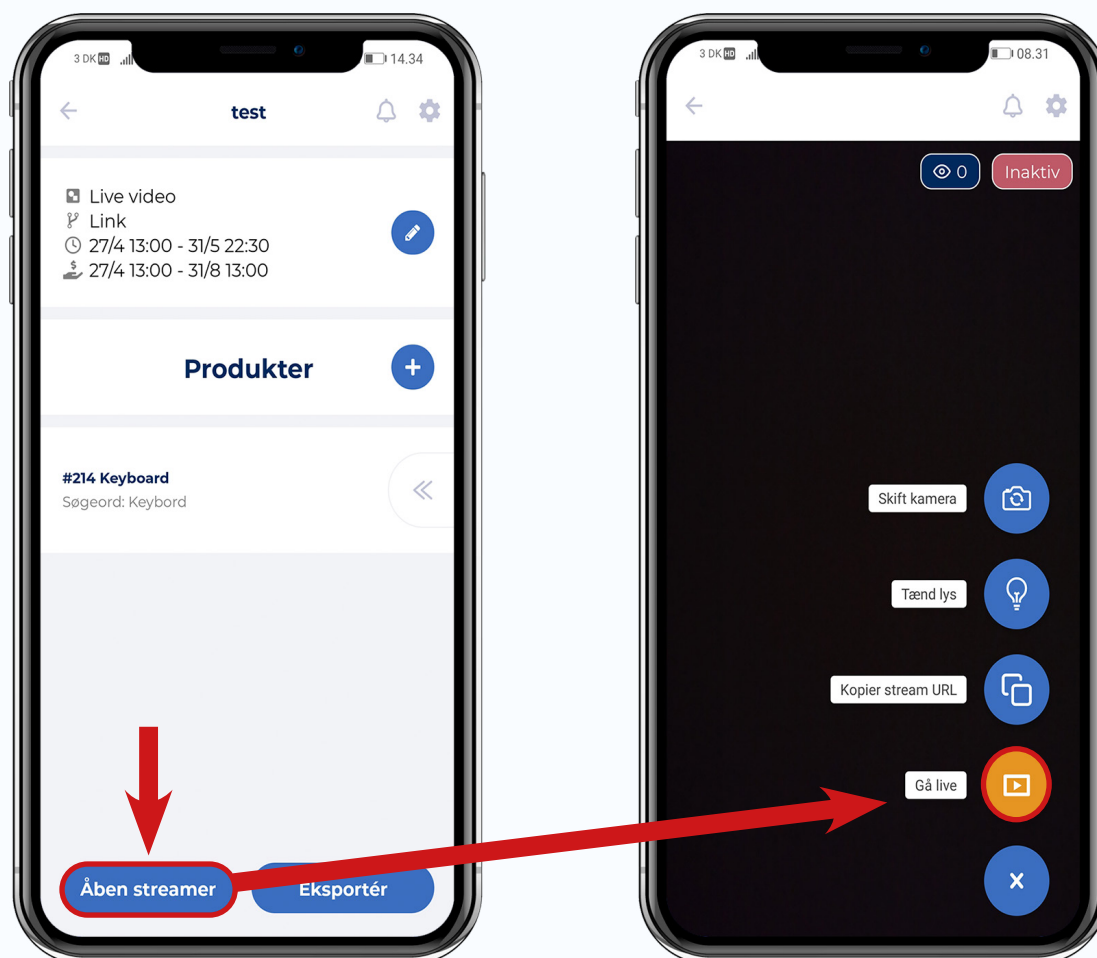 3 DK HD 14.34
test
Live video
Link
27/4 13:00 - 31/5 22:30
27/4 13:00 - 31/8 13:00
Produkter
#214 Keyboard
Søgeord: Keybord
Åben streamer
Eksportér
3 DK HD 08.31
0
Inaktiv
Skift kamera
Tænd lys
Kopier stream URL
Gå live